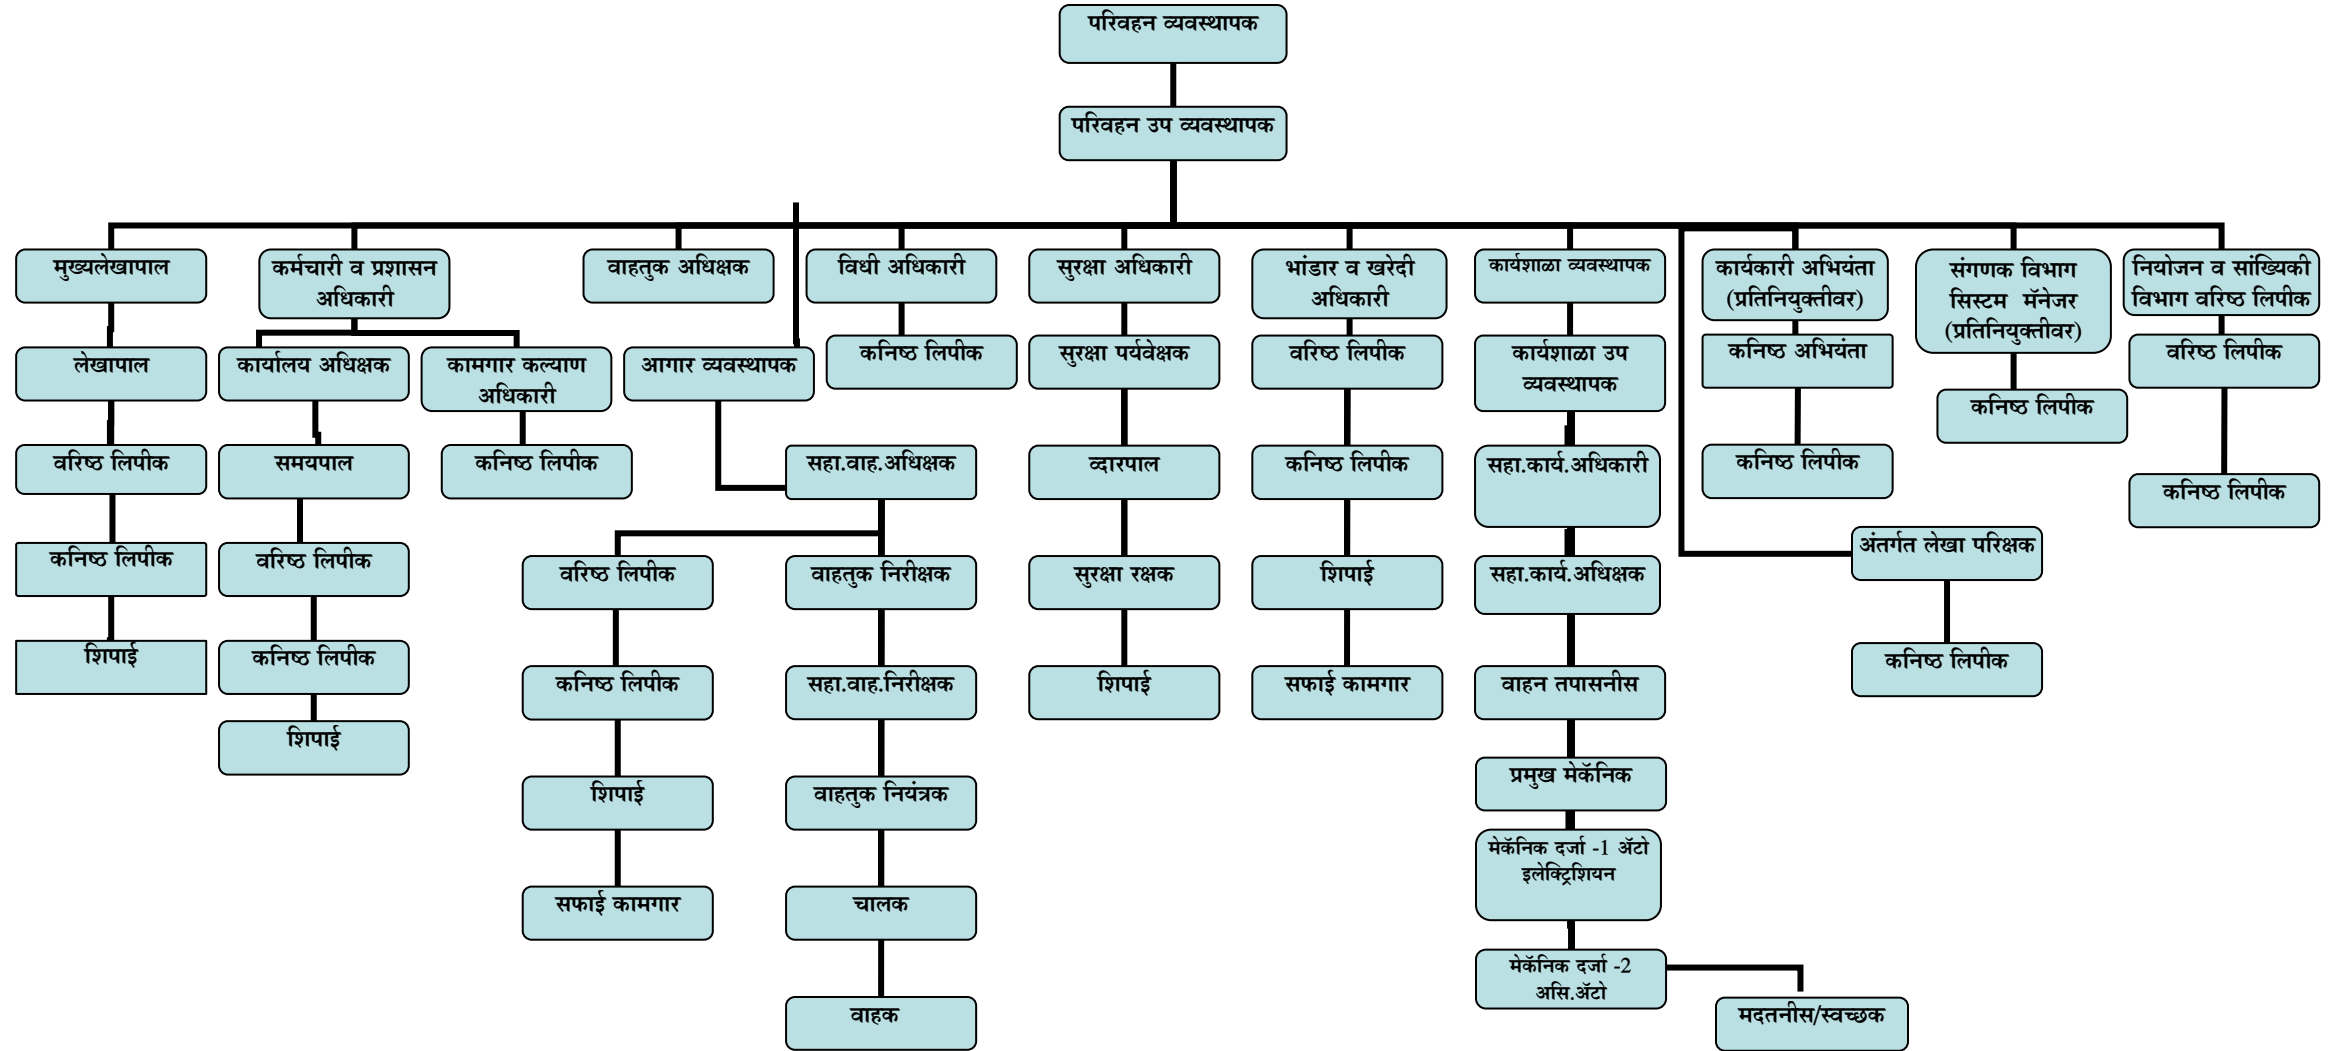 परिवहन व्यवस्थापक
परिवहन उप व्यवस्थापक
मुख्यलेखापाल
कर्मचारी व प्रशासन
अधिकारी
वाहतुक अधिक्षक
विधी अधिकारी
सुरक्षा अधिकारी
भांडार व खरेदी
अधिकारी
कार्यशाळा व्यवस्थापक
कार्यकारी अभियंता
(प्रतिनियुक्तीवर)
संगणक विभाग
सिस्टम मॅनेजर
(प्रतिनियुक्तीवर)
नियोजन व सांख्यिकी
विभाग वरिष्ठ लिपीक
लेखापाल
कार्यालय अधिक्षक
कामगार कल्याण
अधिकारी
आगार व्यवस्थापक
कनिष्ठ लिपीक
सुरक्षा पर्यवेक्षक
वरिष्ठ लिपीक
कार्यशाळा उप
व्यवस्थापक
कनिष्ठ अभियंता
कनिष्ठ लिपीक
वरिष्ठ लिपीक
वरिष्ठ लिपीक
समयपाल
कनिष्ठ लिपीक
सहा.वाह.अधिक्षक
व्दारपाल
कनिष्ठ लिपीक
सहा.कार्य.अधिकारी
कनिष्ठ लिपीक
कनिष्ठ लिपीक
कनिष्ठ लिपीक
वरिष्ठ लिपीक
वरिष्ठ लिपीक
वाहतुक निरीक्षक
सुरक्षा रक्षक
शिपाई
सहा.कार्य.अधिक्षक
अंतर्गत लेखा परिक्षक
शिपाई
कनिष्ठ लिपीक
कनिष्ठ लिपीक
सहा.वाह.निरीक्षक
शिपाई
सफाई कामगार
वाहन तपासनीस
कनिष्ठ लिपीक
शिपाई
शिपाई
वाहतुक नियंत्रक
प्रमुख मेकॅनिक
मेकॅनिक दर्जा -1 ॲटो
इलेक्ट्रिशियन
सफाई कामगार
चालक
मेकॅनिक दर्जा -2
असि.ॲटो
वाहक
मदतनीस/स्वच्छक